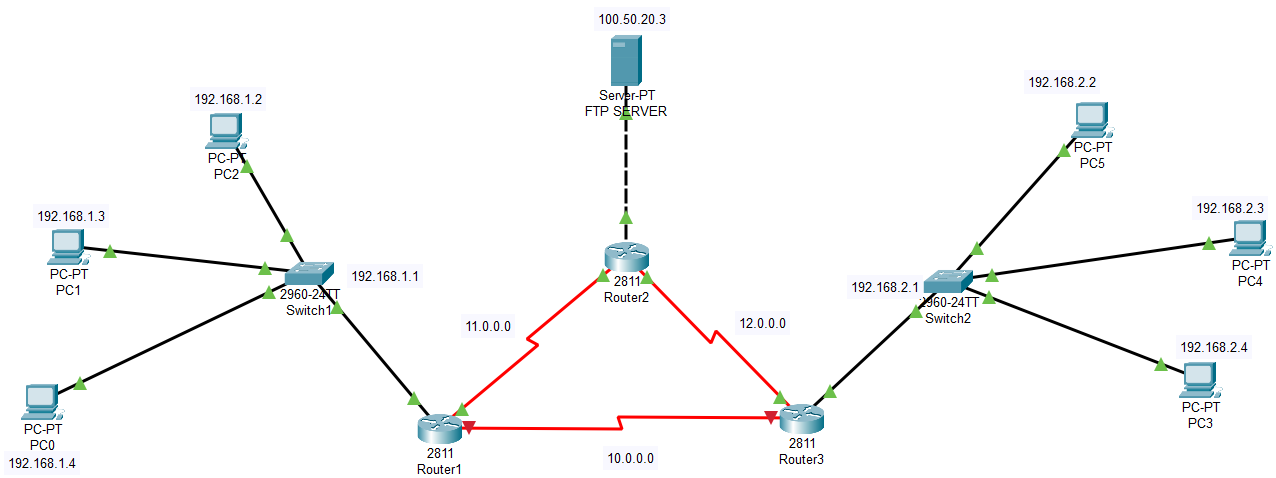 100.50.20.3
Server-PT
FTP SERVER
192.168.1.2
PC-PT
PC2
192.168.1.3
PC-PT
PC1
192.168.1.1
2960-24TT
Switch1
PC-PT
PC0
192.168.1.4
2811
Router2
11.0.0.0
12.0.0.0
2811
Router1
10.0.0.0
2811
Router3
192.168.2.2
PC-PT
PC5
192.168.2.3
PC-PT
PC4
192.168.2.1
2960-24TT
Switch2
192.168.2.4
PC-PT
PC3